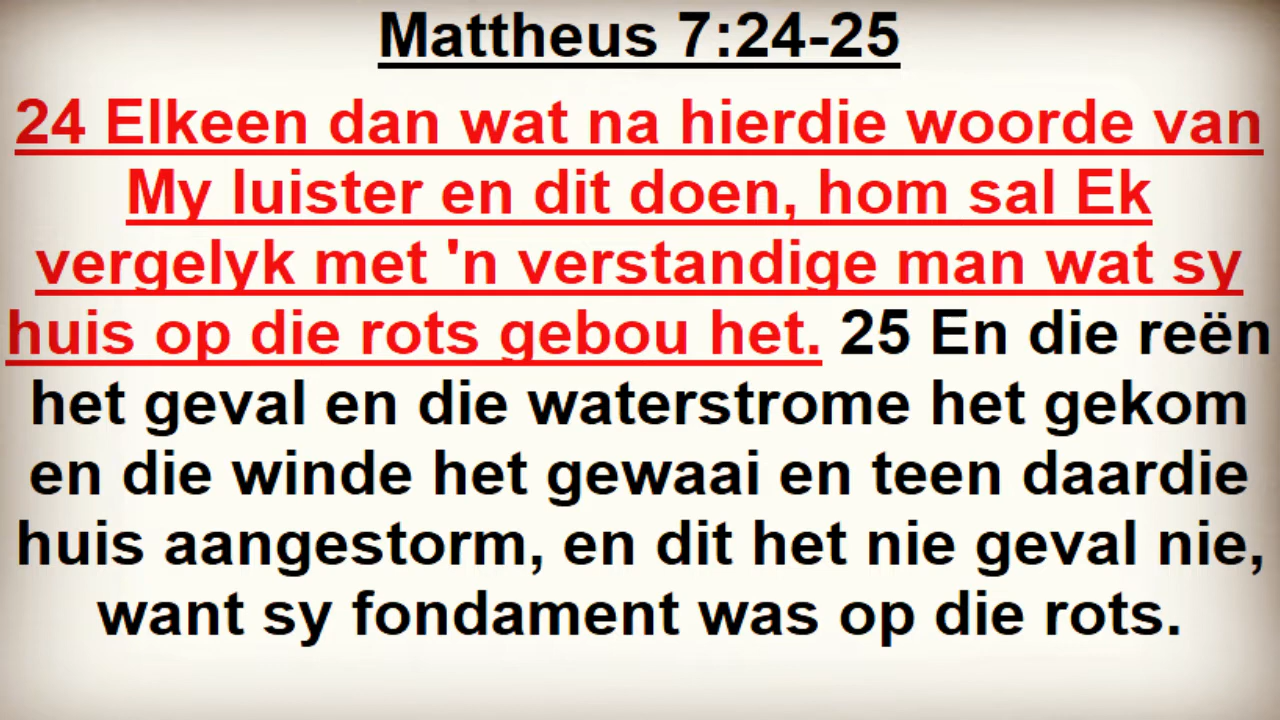 Mattheus 7:24-25
24 Elkeen dan wat na hierdie woorde van
My luister en dit doen, hom sal Ek
vergelyk met 'n verstandige man wat sy
huis op die rots gebou het. 25 En die reën
het geval en die waterstrome het gekom
en die winde het gewaai en teen daardie
huis aangestorm, en dit het nie geval nie,
want sy fondament was op die rots.